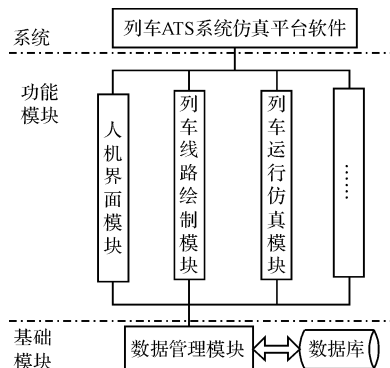 列车ATS系统仿真平台软件
系统
功能
模块
人机界面模块
列车线路绘制模块
列车运行仿真模块
……
基础
模块
数据管理模块
数据库